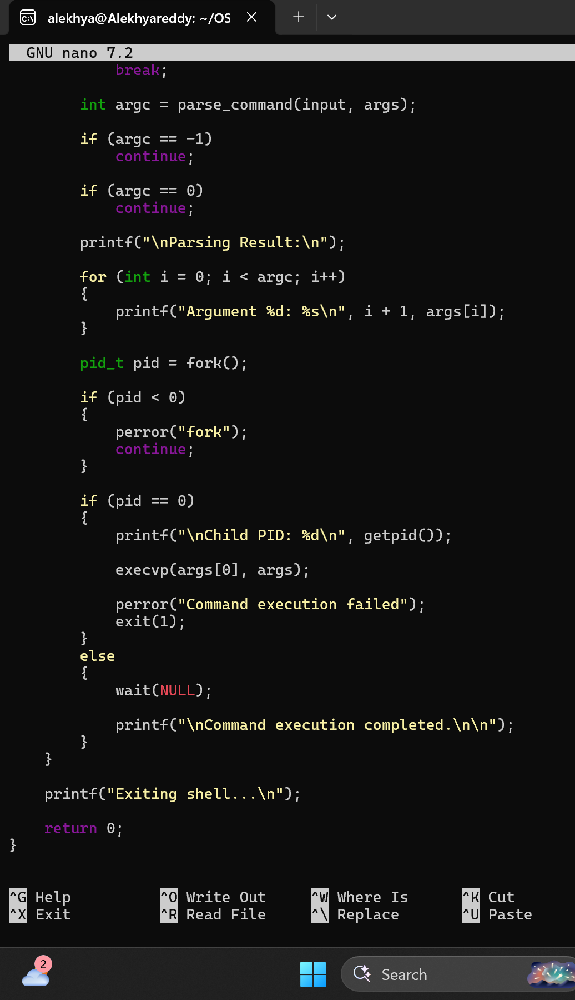 alekhya@Alekhyareddy: ~/OS
GNU nano 7.2
break;
int argc = parse_command(input, args);
if (argc == -1)
continue;
if (argc == 0)
continue;
printf("\nParsing Result:\n");
for (int i = 0; i < argc; i++)
{
printf("Argument %d: %s\n", i + 1, args[i]);
}
pid_t pid = fork();
if (pid < 0)
{
perror("fork");
continue;
}
if (pid == 0)
{
printf("\nChild PID: %d\n", getpid());
execvp(args[0], args);
perror("Command execution failed");
exit(1);
}
else
{
wait(NULL);
printf("\nCommand execution completed.\n\n");
}
}
printf("Exiting shell...\n");
return 0;
}
^G Help ^O Write Out ^W Where Is ^K Cut
^X Exit ^R Read File ^\ Replace ^U Paste
2
Search